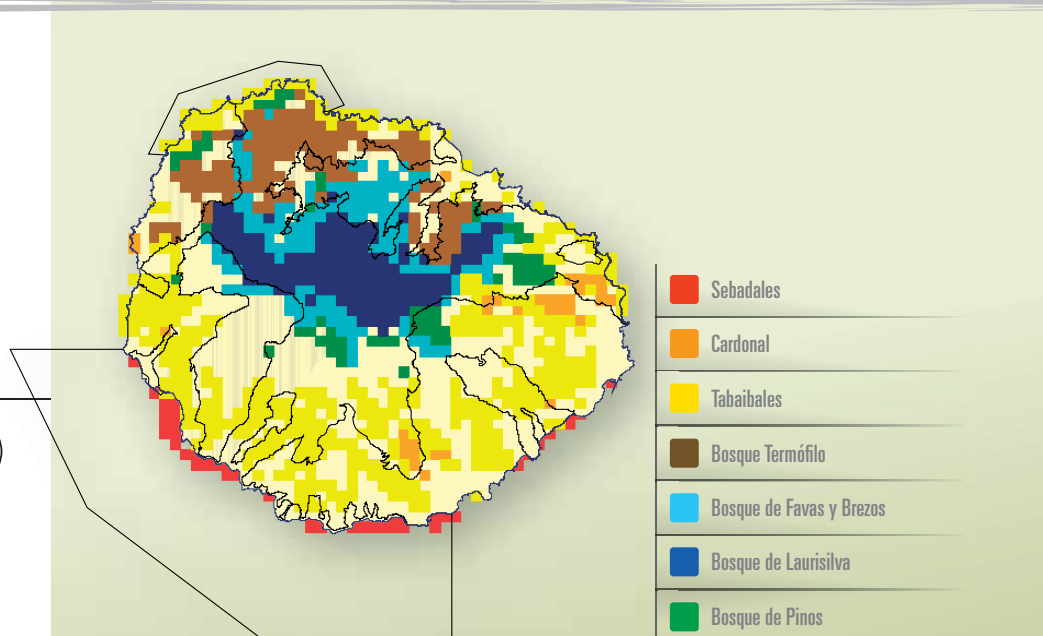 Sebadales
Cardonal
Tabaibales
Bosque Termófilo
Bosque de Favas y Brezos
Bosque de Laurisilva
Bosque de Pinos